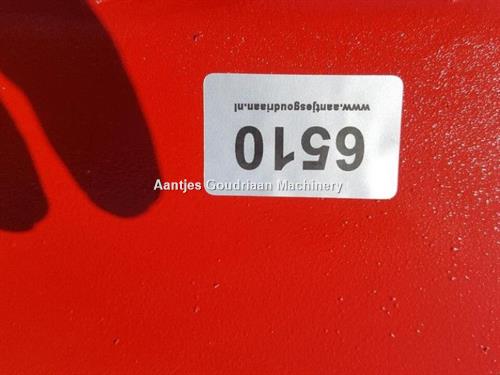 6510
www.aantjesgoudriaan.nl
Aantjes Goudriaan Machinery